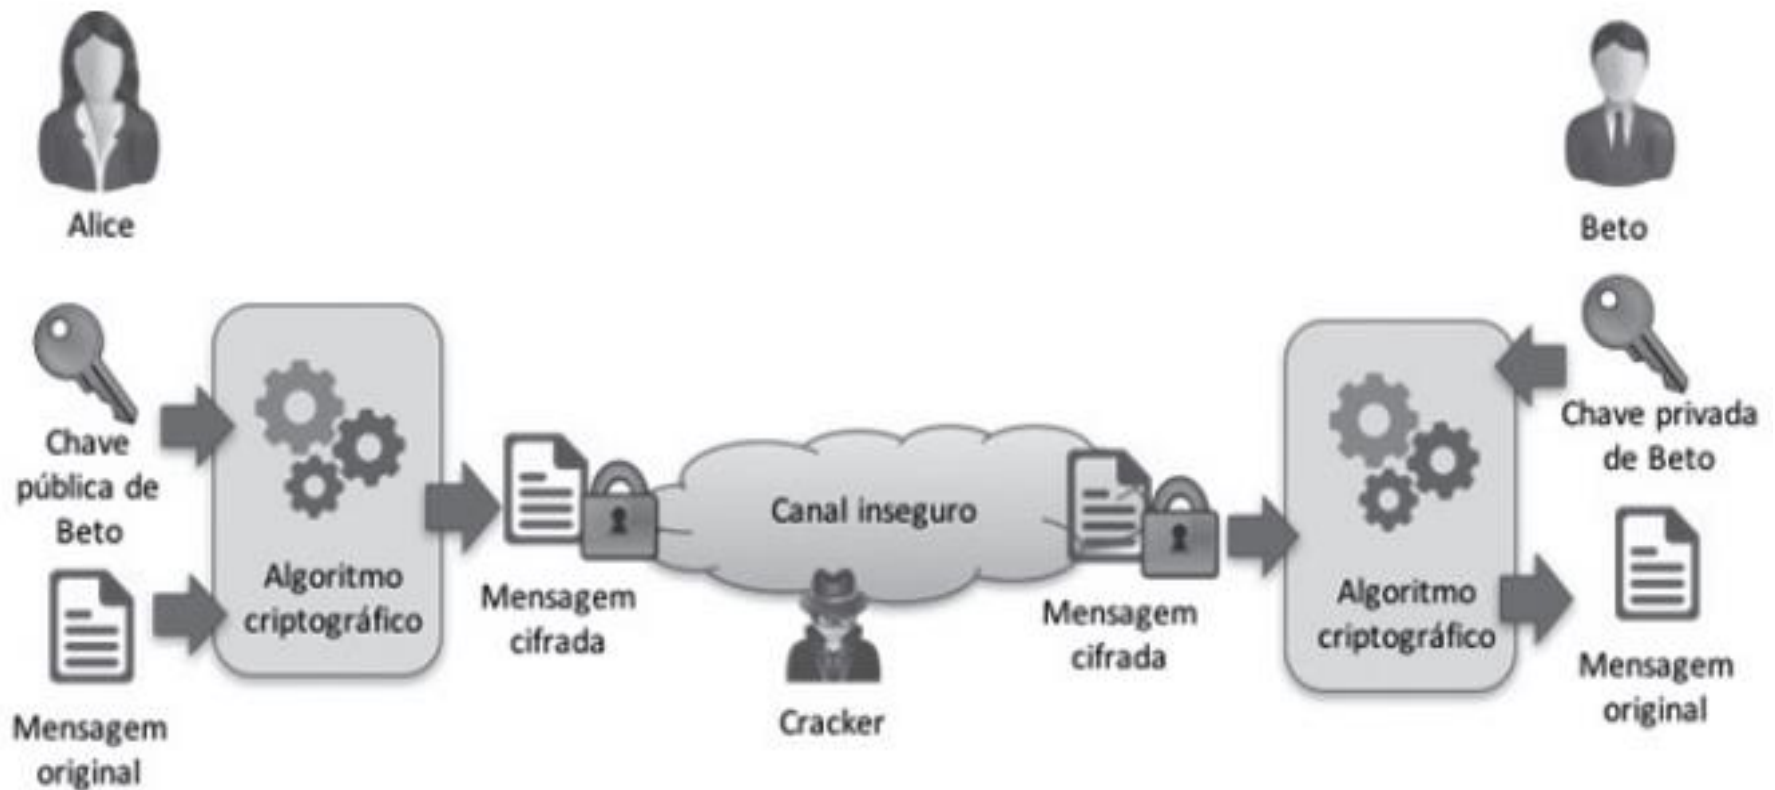 Alice
Beto
Chave
pública de
Beto
Mensagem
original
Algoritmo
criptográfico
Mensagem
cifrada
Canal inseguro
Cracker
Mensagem
cifrada
Algoritmo
criptográfico
Chave privada
de Beto
Mensagem
original